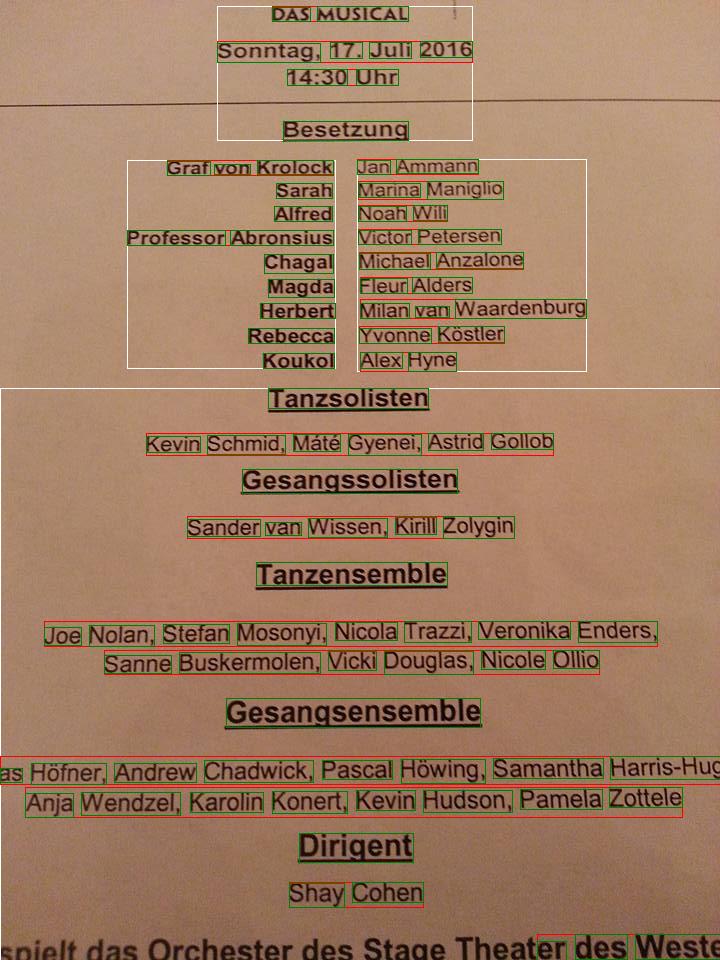 DAS MUSICAL
Sonntag, 17. Juli 2016
14:30 Uhr
Besetzung
Graf von Krolock Jan Ammann
Sarah Marina Maniglio
Alfred Noah Wili
Professor Abronsius Victor Petersen
Chagal Michael Anzalone
Magda Fleur Alders
Herbert Milan van Waardenburg
Rebecca Yvonne Köstler
Koukol Alex Hyne
Tanzsolisten
Kevin Schmid, Máté Gyenei, Astrid Gollob
Gesangssolisten
Sander van Wissen, Kirill Zolygin
Tanzensemble
Joe Nolan, Stefan Mosonyi, Nicola Trazzi, Veronika Enders,
Sanne Buskermolen, Vicki Douglas, Nicole Ollio
Gesangsensemble
as Höfner, Andrew Chadwick, Pascal Höwing, Samantha Harris-Hug
Anja Wendzel, Karolin Konert, Kevin Hudson, Pamela Zottele
Dirigent
Shay Cohen
spielt das Orchester des Stage Theater des Weste